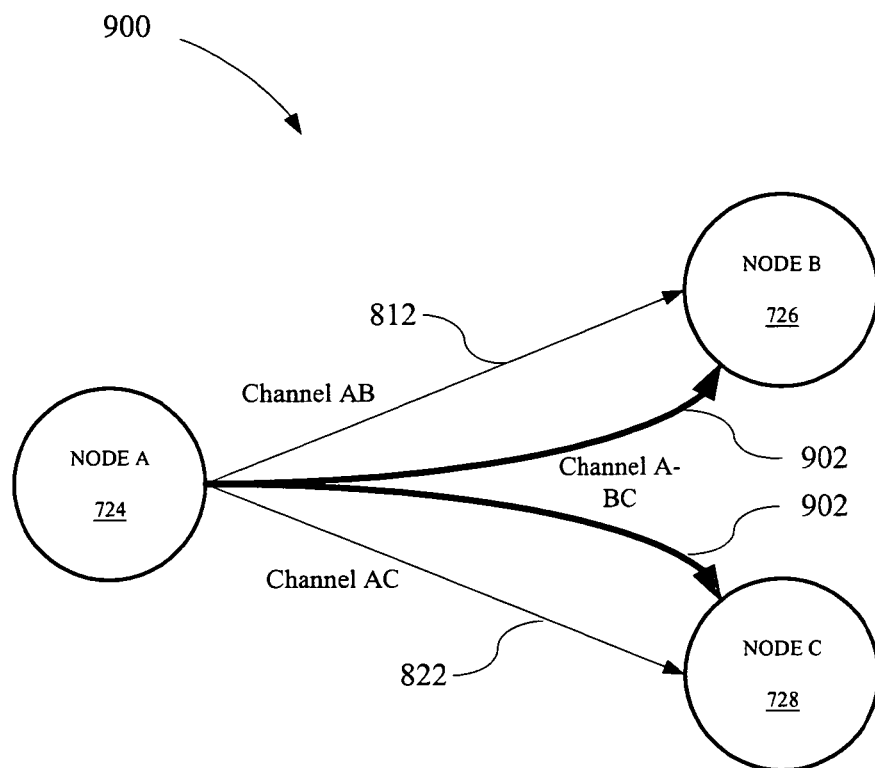 900
NODE B
726
812
Channel AB
NODE A
724
Channel A-
BC
902
902
Channel AC
822
NODE C
728